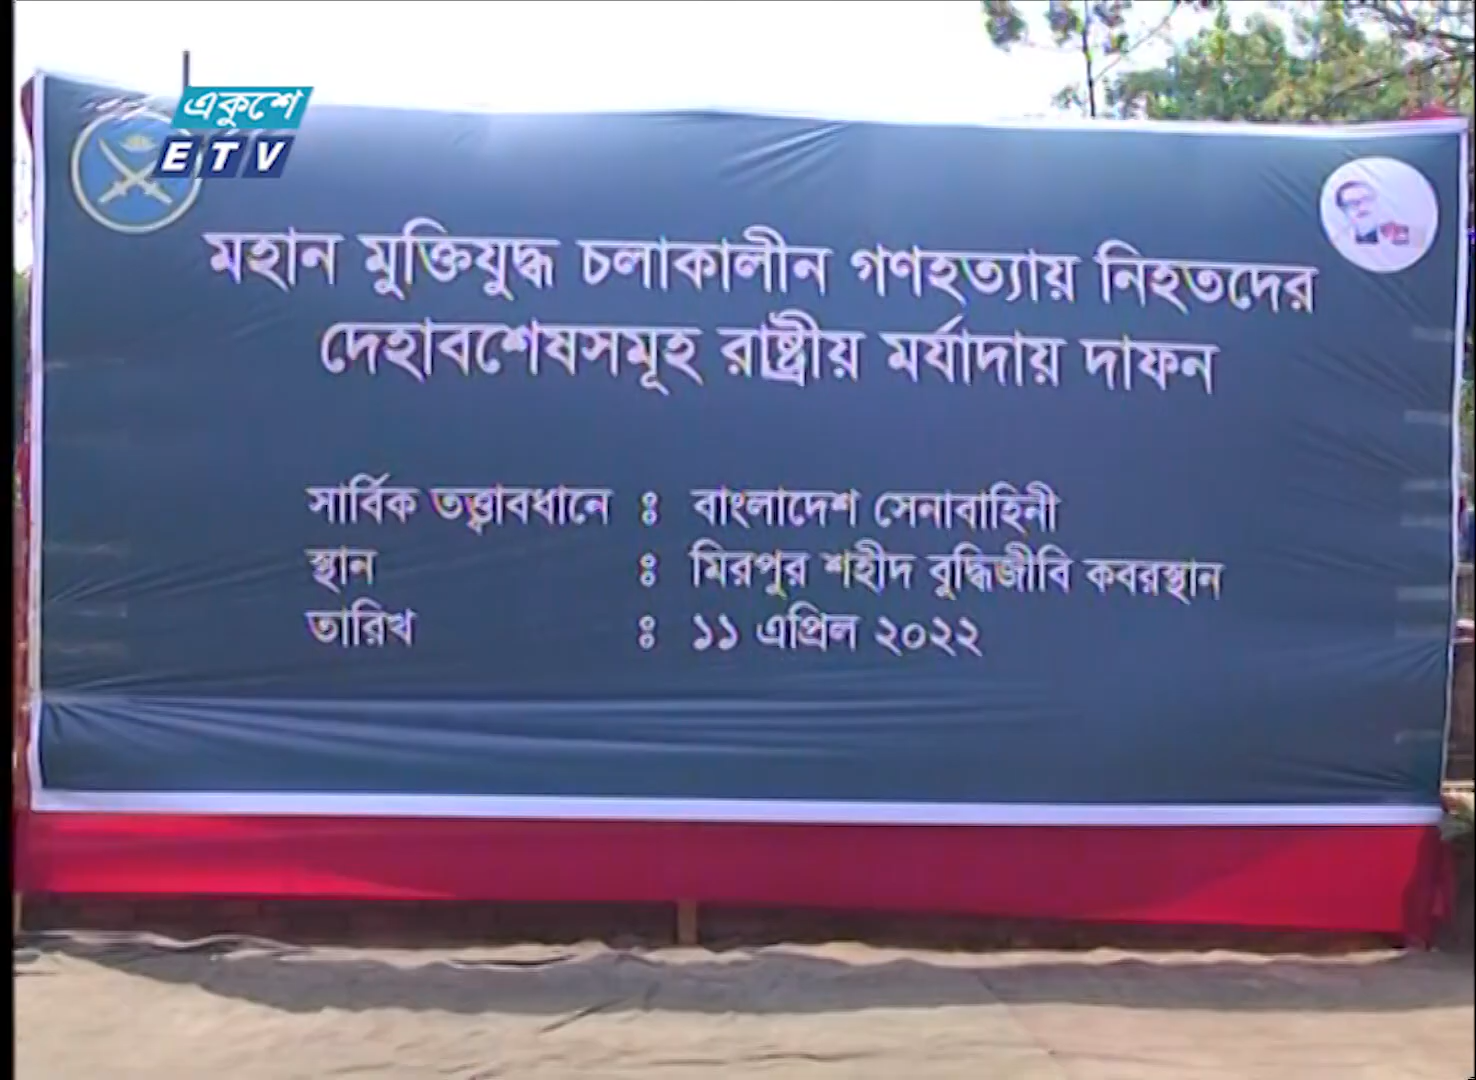 একুশে
ETV
মহান মুক্তিযুদ্ধ চলাকালীন গণহত্যায় নিহতদের
দেহাবশেষসমূহ রাষ্ট্রীয় মর্যাদায় দাফন
সার্বিক তত্ত্বাবধানে : বাংলাদেশ সেনাবাহিনী
স্থান : মিরপুর শহীদ বুদ্ধিজীবি কবরস্থান
তারিখ : ১১ এপ্রিল ২০২২